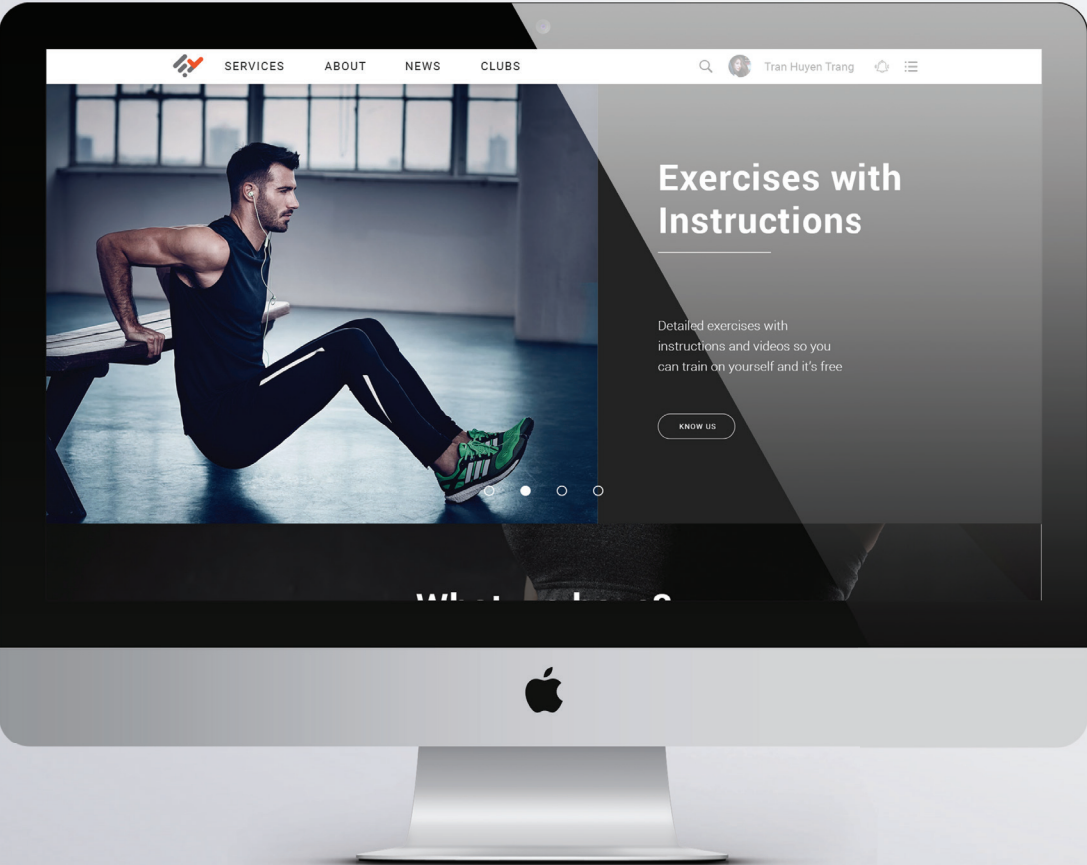 SERVICES ABOUT NEWS CLUBS Tran Huyen Trang
Exercises with
Instructions
Detailed exercises with
instructions and videos so you
can train on yourself and it's free
KNOW US